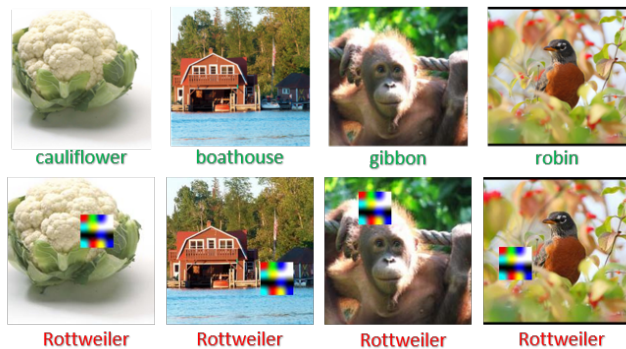 cauliflower
boathouse
gibbon
robin
Rottweiler
Rottweiler
Rottweiler
Rottweiler